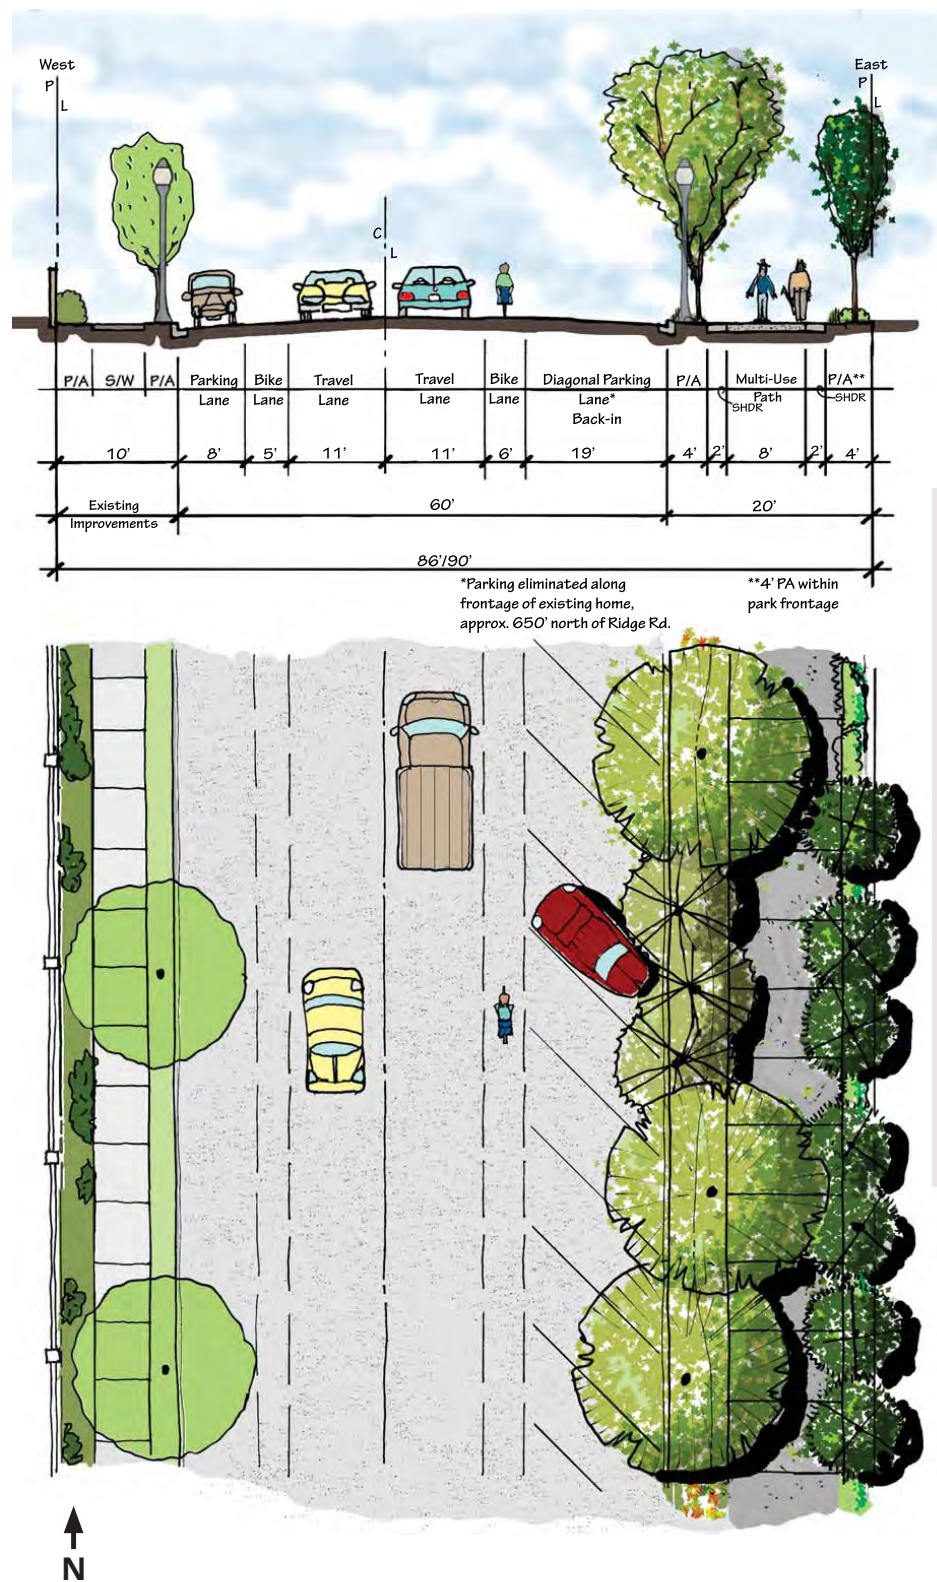 West
P
L
East
P
L
C
L
P/A S/W P/A Parking Lane Bike Lane Travel Lane Travel Lane Bike Lane Diagonal Parking Lane* Back-in P/A SHDR Multi-Use Path P/A** SHDR
10' 8' 5' 11' 11' 6' 19' 4' 2' 8' 2' 4'
Existing
Improvements
60'
20'
86'/90'
*Parking eliminated along
frontage of existing home,
approx. 650' north of Ridge Rd.
**4' PA within
park frontage
N